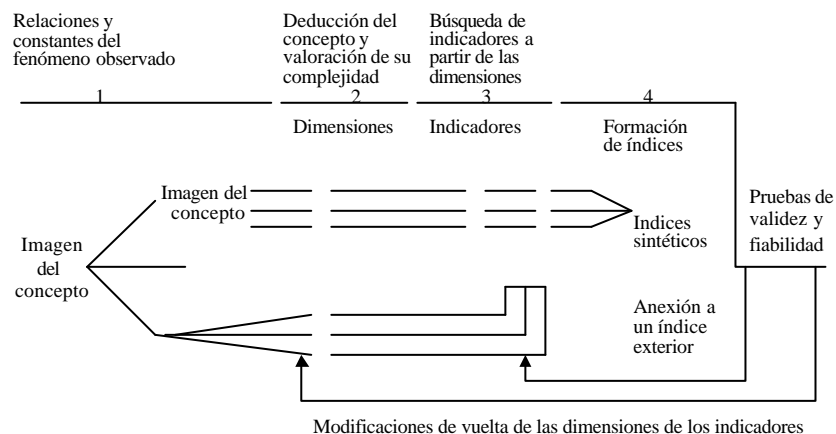 Relaciones y
constantes del
fenómeno observado
1
Deducción del
concepto y
valoración de su
complejidad
2
Dimensiones
Búsqueda de
indicadores a
partir de las
dimensiones
3
Indicadores
4
Formación
de índices
Imagen del
concepto
Imagen
del
concepto
Indices
sintéticos
Pruebas de
validez y
fiabilidad
Anexión a
un índice
exterior
Modificaciones de vuelta de las dimensiones de los indicadores